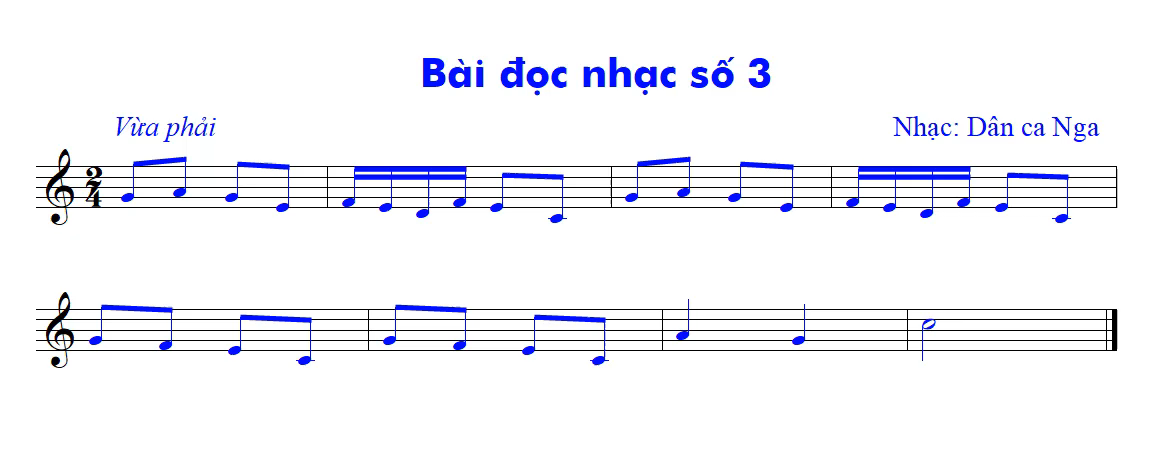 Bài đọc nhạc số 3
Vừa phải
Nhạc: Dân ca Nga
2
4